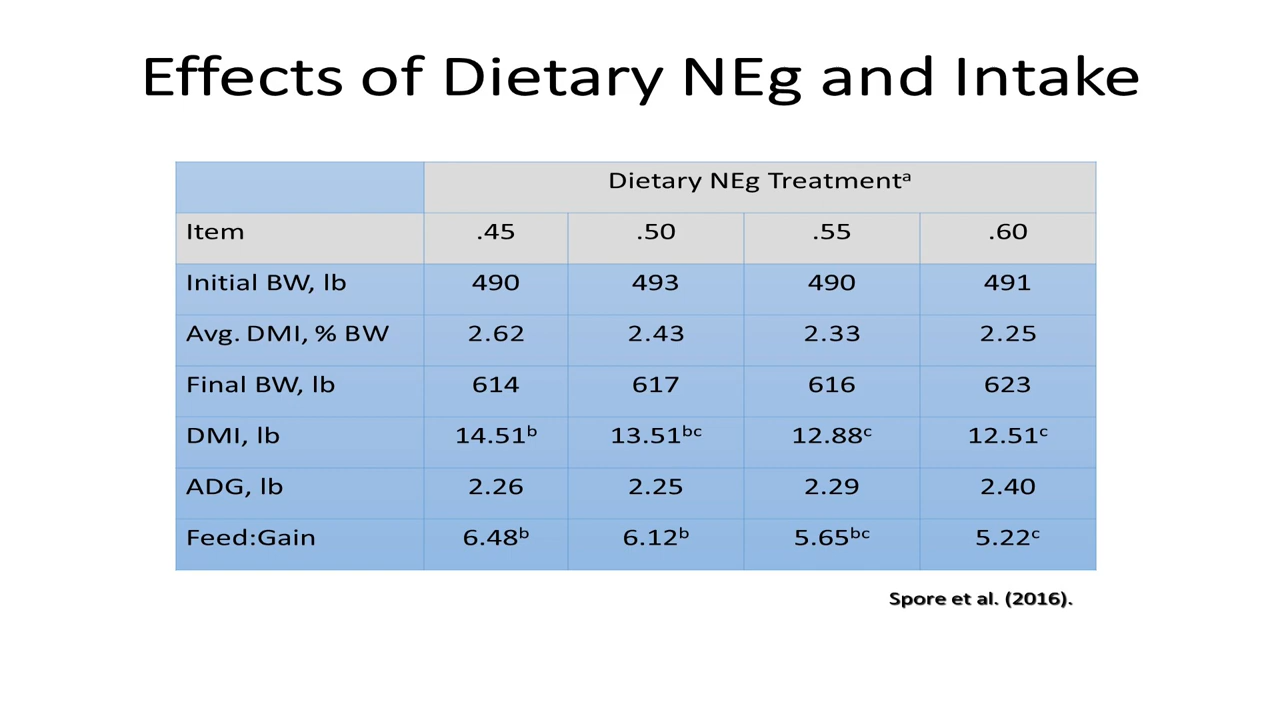 Effects of Dietary NEg and Intake
Dietary NEg Treatmentᵃ
Item .45 .50 .55 .60
Initial BW, lb 490 493 490 491
Avg. DMI, % BW 2.62 2.43 2.33 2.25
Final BW, lb 614 617 616 623
DMI, lb 14.51ᵇ 13.51ᵇᶜ 12.88ᶜ 12.51ᶜ
ADG, lb 2.26 2.25 2.29 2.40
Feed:Gain 6.48ᵇ 6.12ᵇ 5.65ᵇᶜ 5.22ᶜ
Spore et al. (2016).